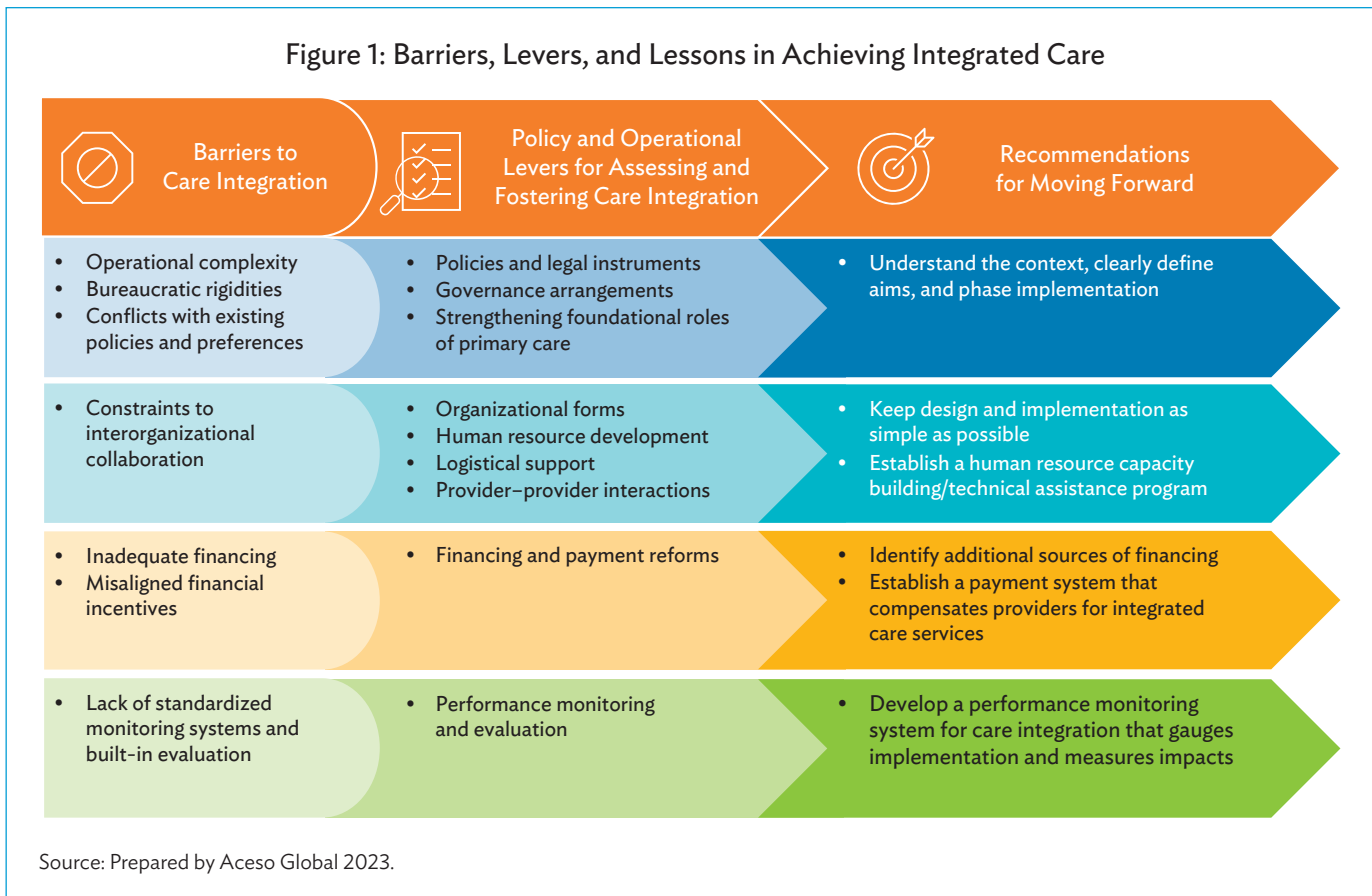 Figure 1: Barriers, Levers, and Lessons in Achieving Integrated Care
Barriers to
Care Integration
Policy and Operational
Levers for Assessing and
Fostering Care Integration
Recommendations
for Moving Forward
• Operational complexity
• Bureaucratic rigidities
• Conflicts with existing
policies and preferences
• Policies and legal instruments
• Governance arrangements
• Strengthening foundational roles
of primary care
• Understand the context, clearly define
aims, and phase implementation
• Constraints to
interorganizational
collaboration
• Organizational forms
• Human resource development
• Logistical support
• Provider–provider interactions
• Keep design and implementation as
simple as possible
• Establish a human resource capacity
building/technical assistance program
• Inadequate financing
• Misaligned financial
incentives
• Financing and payment reforms
• Identify additional sources of financing
• Establish a payment system that
compensates providers for integrated
care services
• Lack of standardized
monitoring systems and
built-in evaluation
• Performance monitoring
and evaluation
• Develop a performance monitoring
system for care integration that gauges
implementation and measures impacts
Source: Prepared by Aceso Global 2023.